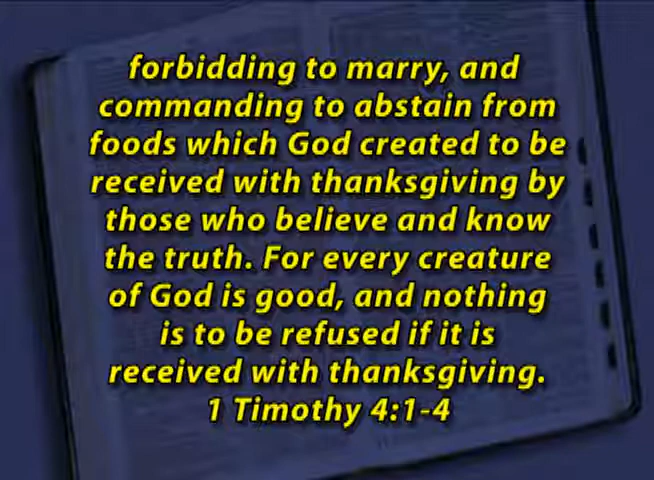 forbidding to marry, and
commanding to abstain from
foods which God created to be
received with thanksgiving by
those who believe and know
the truth. For every creature
of God is good, and nothing
is to be refused if it is
received with thanksgiving.
1 Timothy 4:1-4